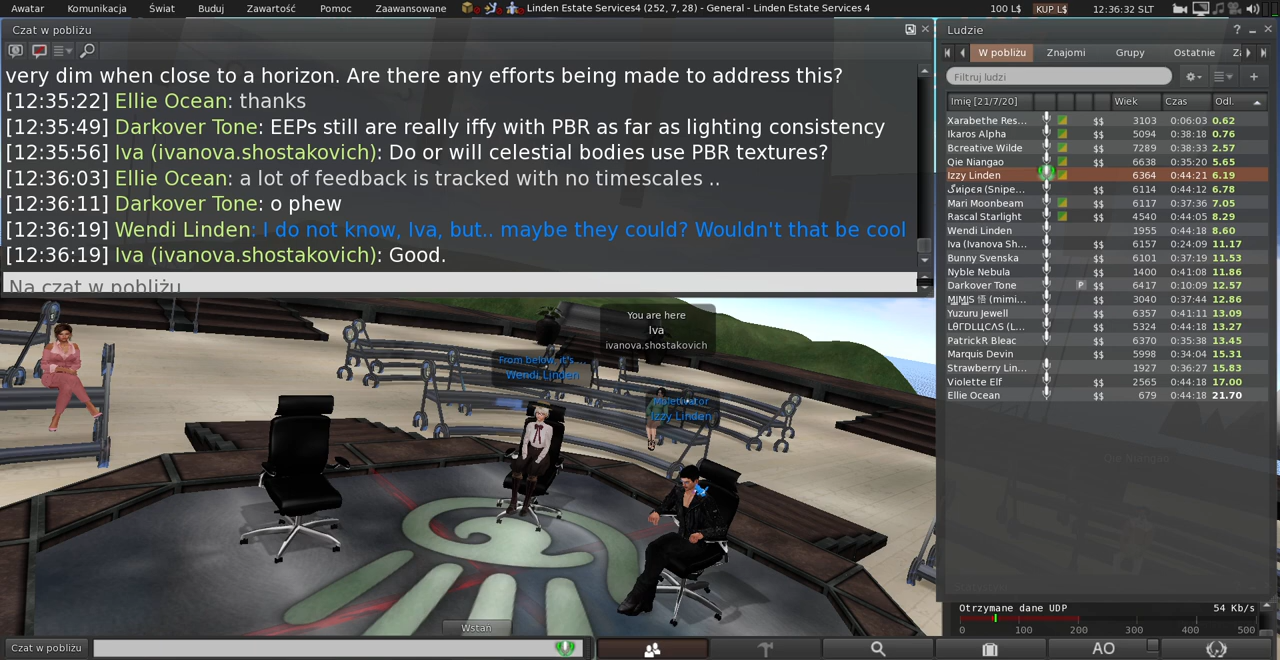 Awatar Komunikacja Świat Buduj Zawartość Pomoc Zaawansowane Linden Estate Services4 (252, 7, 28) - General - Linden Estate Services 4 100 L$ KUP L$ 12:36:32 SLT
Czat w pobliżu
very dim when close to a horizon. Are there any efforts being made to address this?
[12:35:22] Ellie Ocean: thanks
[12:35:49] Darkover Tone: EEPs still are really iffy with PBR as far as lighting consistency
[12:35:56] Iva (ivanova.shostakovich): Do or will celestial bodies use PBR textures?
[12:36:03] Ellie Ocean: a lot of feedback is tracked with no timescales ..
[12:36:11] Darkover Tone: o phew
[12:36:19] Wendi Linden: I do not know, Iva, but.. maybe they could? Wouldn't that be cool
[12:36:19] Iva (ivanova.shostakovich): Good.
Na czat w pobliżu
You are here
Iva
ivanova.shostakovich
From below, it's...
Wendi Linden
Moletivator
Izzy Linden
Wstań
Czat w pobliżu
AO
Ludzie
W pobliżu Znajomi Grupy Ostatnie
Filtruj ludzi
Imię [21/7/20] Wiek Czas Odl.
Xarabethe Res... $$ 3103 0:06:03 0.62
Ikaros Alpha $$ 5094 0:38:18 0.76
Bcreative Wilde $$ 7289 0:38:33 2.57
Qie Niangao $$ 6638 0:35:20 5.65
Izzy Linden 6364 0:44:21 6.19
(Snipe... $$ 6114 0:44:12 6.78
Mari Moonbeam $$ 6117 0:37:36 7.05
Rascal Starlight $$ 4540 0:44:05 8.29
Wendi Linden 1955 0:44:18 8.60
Iva (Ivanova Sh... $$ 6157 0:24:09 11.17
Bunny Svenska $$ 6101 0:37:19 11.53
Nyble Nebula $$ 1400 0:41:08 11.86
Darkover Tone P $$ 6417 0:10:09 12.57
(mimi... $$ 3040 0:37:44 12.86
Yuzuru Jewell $$ 6357 0:41:11 13.09
(L... $$ 5324 0:44:18 13.27
PatrickR Bleac $$ 6370 0:35:38 13.45
Marquis Devin $$ 5998 0:34:04 15.31
Strawberry Lin... 1927 0:36:27 15.83
Violette Elf $$ 2565 0:44:18 17.00
Ellie Ocean $$ 679 0:44:18 21.70
Qie Niangao
Otrzymane dane UDP 54 Kb/s
0 100 200 300 400 500